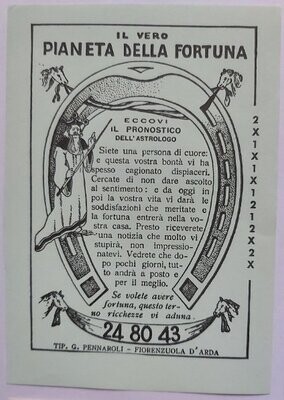 IL VERO
PIANETA DELLA FORTUNA
ECCOVI
IL PRONOSTICO
DELL'ASTROLOGO
Siete una persona di cuore:
e questa vostra bontà vi ha
spesso cagionato dispiaceri.
Cercate di non dare ascolto
al sentimento: e da oggi in
poi la vostra vita vi darà le
soddisfazioni che meritate e
la fortuna entrerà nella vo-
stra casa. Presto riceverete
una notizia che molto vi
stupirà, non impressio-
natevi. Vedrete che do-
po pochi giorni, tut-
to andrà a posto e
per il meglio.
Se volete avere
fortuna, questo ter-
no ricchezze vi aduna.
24 80 43
TIP. G. PENNAROLI - FIORENZUOLA D'ARDA
2X1X1X11212X2X